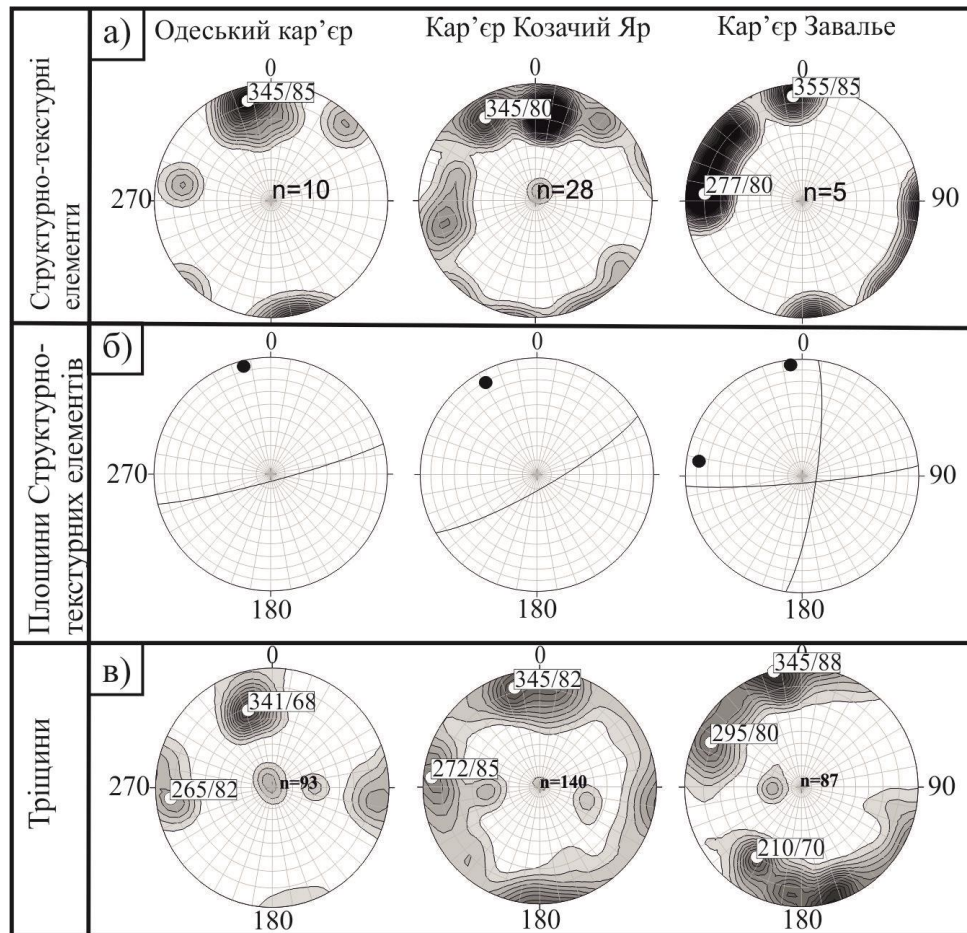 а)
Одеський кар’єр
Кар’єр Козачий Яр
Кар’єр Завалье
Структурно-текстурні
елементи
0
0
0
345/85
345/80
355/85
277/80
270
n=10
n=28
n=5
90
б)
Площини Структурно-
текстурних елементів
0
0
0
270
90
180
180
180
в)
Тріщини
0
0
0
341/68
345/82
345/88
265/82
272/85
295/80
270
n=93
n=140
n=87
90
210/70
180
180
180